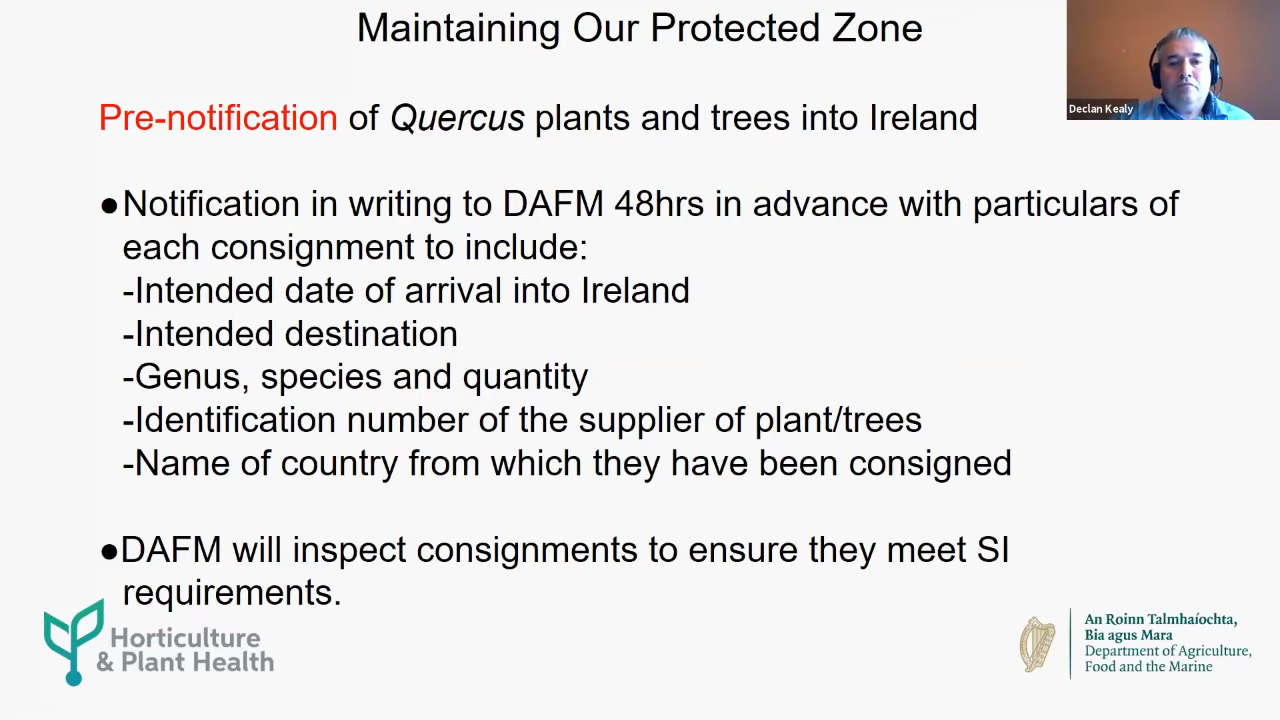 Maintaining Our Protected Zone
Declan Kealy
Pre-notification of Quercus plants and trees into Ireland
●Notification in writing to DAFM 48hrs in advance with particulars of
each consignment to include:
-Intended date of arrival into Ireland
-Intended destination
-Genus, species and quantity
-Identification number of the supplier of plant/trees
-Name of country from which they have been consigned
●DAFM will inspect consignments to ensure they meet SI
requirements.
Horticulture
& Plant Health
An Roinn Talmhaíochta,
Bia agus Mara
Department of Agriculture,
Food and the Marine